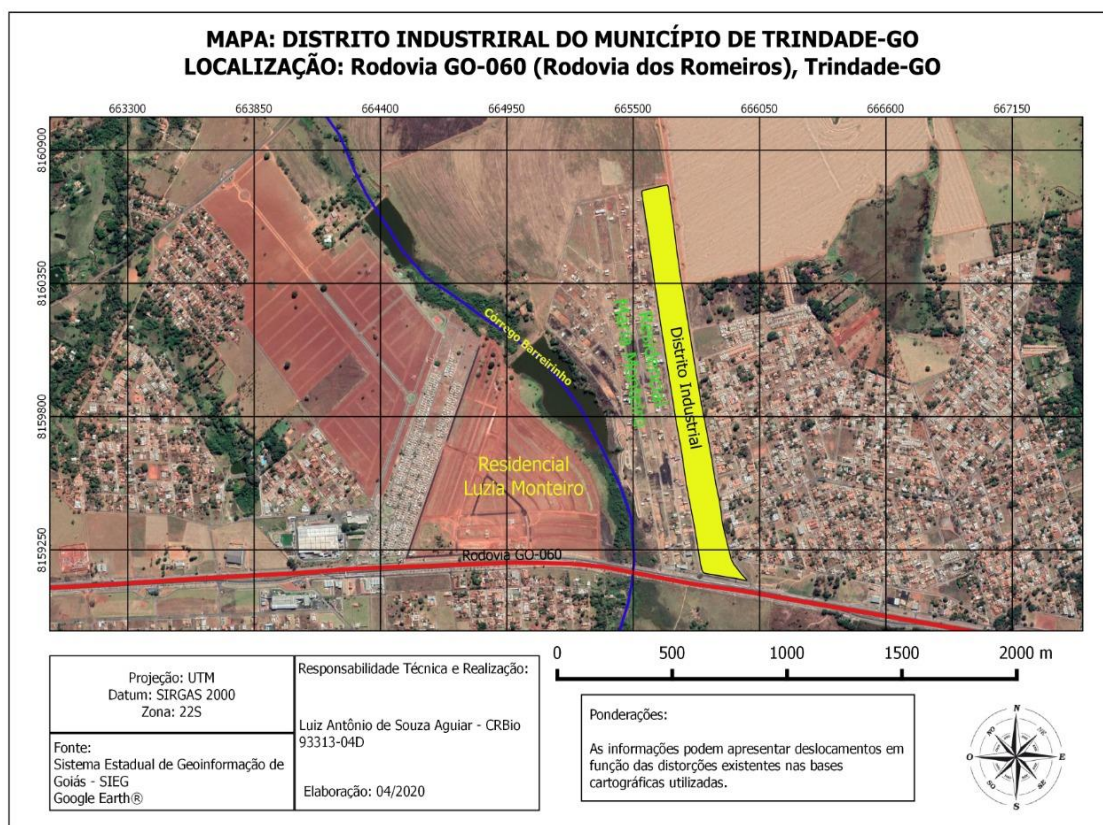 MAPA: DISTRITO INDUSTRIRAL DO MUNICÍPIO DE TRINDADE-GO
LOCALIZAÇÃO: Rodovia GO-060 (Rodovia dos Romeiros), Trindade-GO
663300 663850 664400 664950 665500 666050 666600 667150
8160900
8160350
8159800
8159250
Córrego Barreirinho
Distrito Industrial
Residencial
Luzia Monteiro
Rodovia GO-060
Projeção: UTM
Datum: SIRGAS 2000
Zona: 22S
Fonte:
Sistema Estadual de Geoinformação de
Goiás - SIEG
Google Earth®
Responsabilidade Técnica e Realização:
Luiz Antônio de Souza Aguiar - CRBio
93313-04D
Elaboração: 04/2020
0 500 1000 1500 2000 m
Ponderações:
As informações podem apresentar deslocamentos em
função das distorções existentes nas bases
cartográficas utilizadas.
N
NO NE
O E
SO SE
S